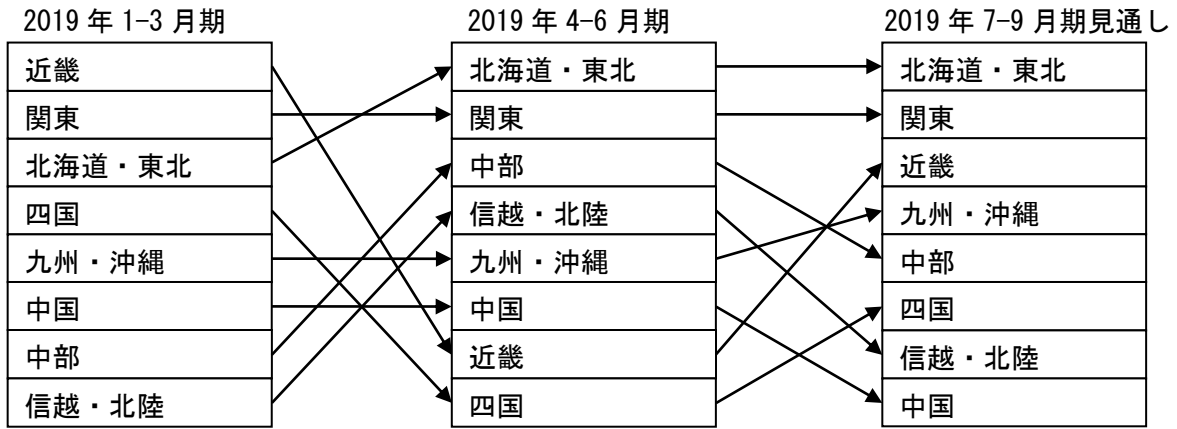 2019 年 1-3 月期
近畿
関東
北海道・東北
四国
九州・沖縄
中国
中部
信越・北陸
2019 年 4-6 月期
北海道・東北
関東
中部
信越・北陸
九州・沖縄
中国
近畿
四国
2019 年 7-9 月期見通し
北海道・東北
関東
近畿
九州・沖縄
中部
四国
信越・北陸
中国